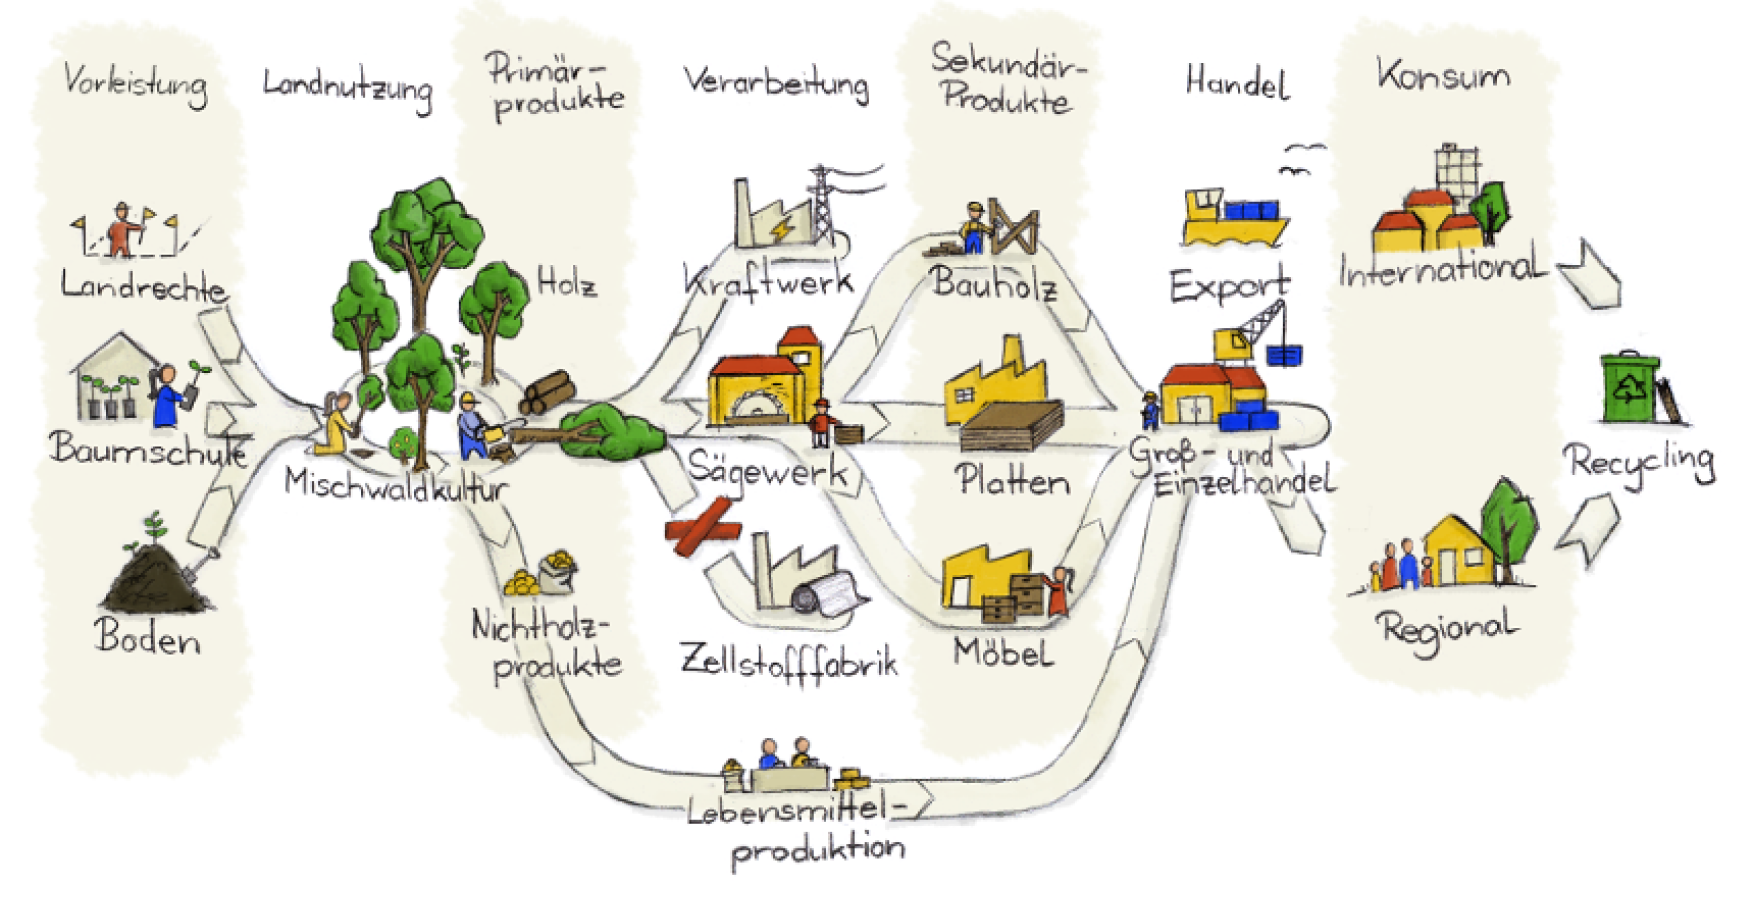 Vorleistung
Landnutzung
Primär-
produkte
Verarbeitung
Sekundär-
Produkte
Handel
Konsum
Landrechte
Baumschule
Boden
Mischwaldkultur
Holz
Nichtholz-
produkte
Kraftwerk
Sägewerk
Zellstofffabrik
Lebensmittel-
produktion
Bauholz
Platten
Möbel
Export
Groß- und
Einzelhandel
International
Regional
Recycling